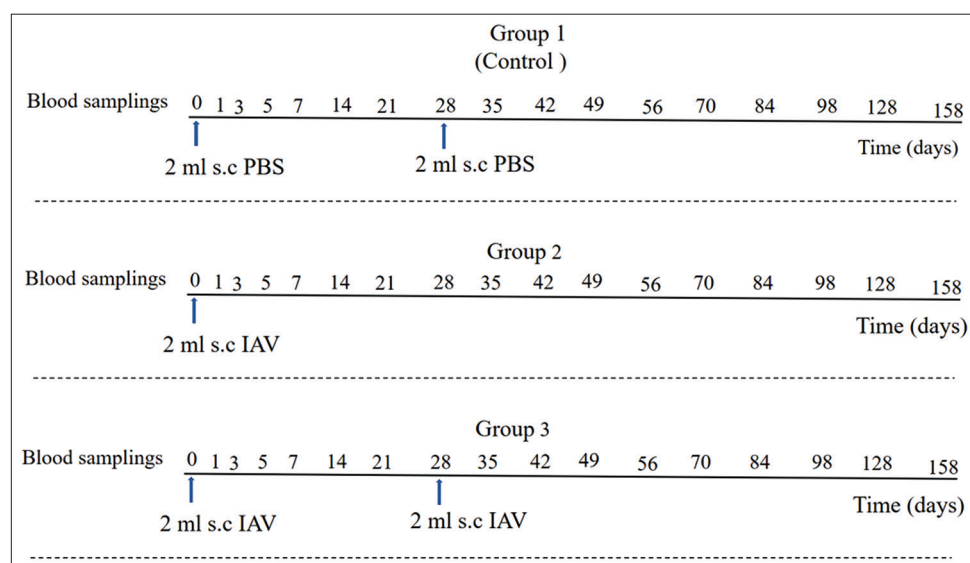 Group 1
(Control )
Blood samplings 0 1 3 5 7 14 21 28 35 42 49 56 70 84 98 128 158
Time (days)
2 ml s.c PBS 2 ml s.c PBS
Group 2
Blood samplings 0 1 3 5 7 14 21 28 35 42 49 56 70 84 98 128 158
Time (days)
2 ml s.c IAV
Group 3
Blood samplings 0 1 3 5 7 14 21 28 35 42 49 56 70 84 98 128 158
Time (days)
2 ml s.c IAV 2 ml s.c IAV